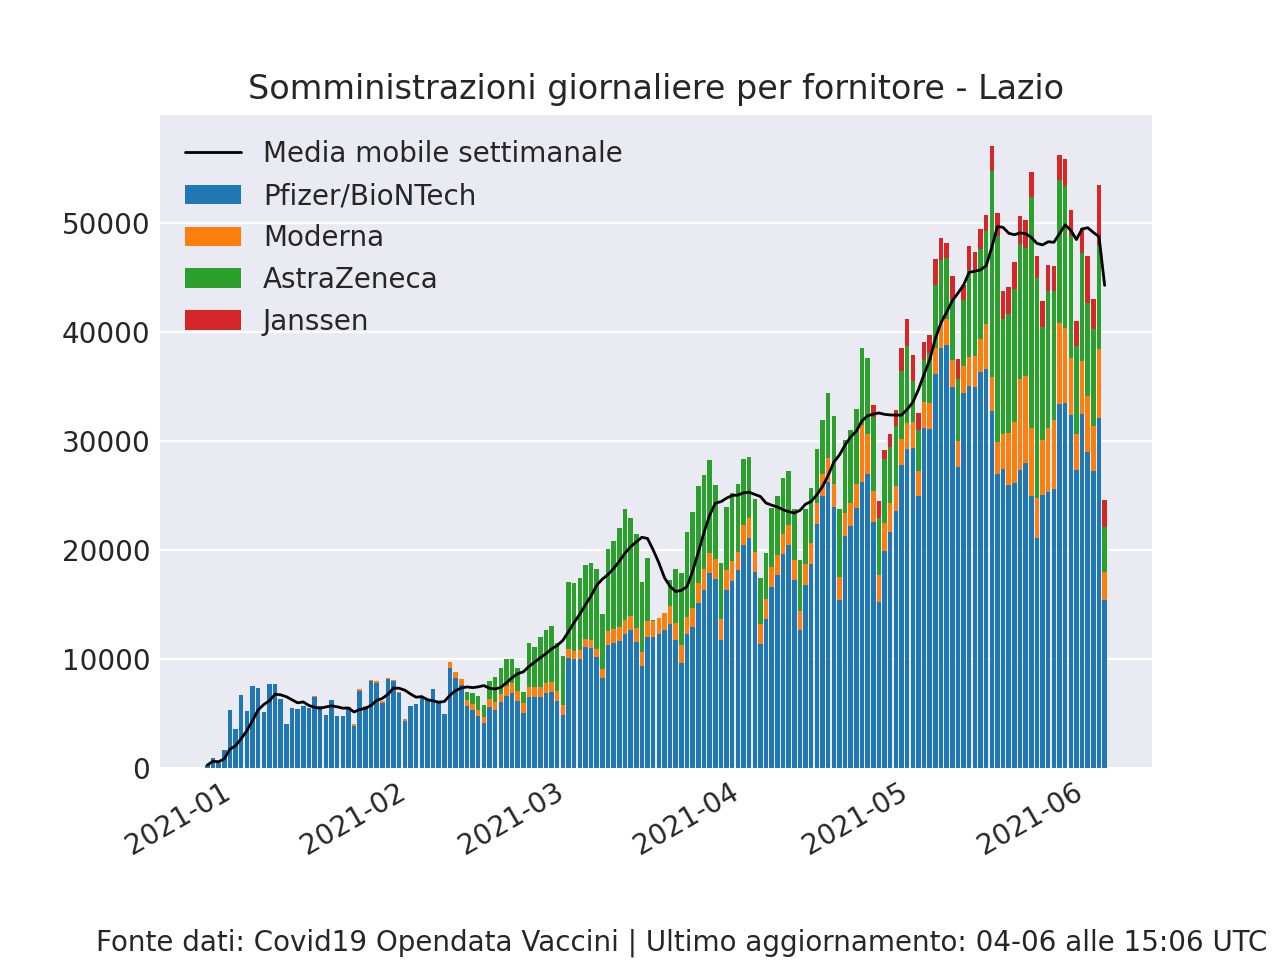 Somministrazioni giornaliere per fornitore - Lazio
Media mobile settimanale
Pfizer/BioNTech
Moderna
AstraZeneca
Janssen
50000
40000
30000
20000
10000
0
2021-01
2021-02
2021-03
2021-04
2021-05
2021-06
Fonte dati: Covid19 Opendata Vaccini | Ultimo aggiornamento: 04-06 alle 15:06 UTC